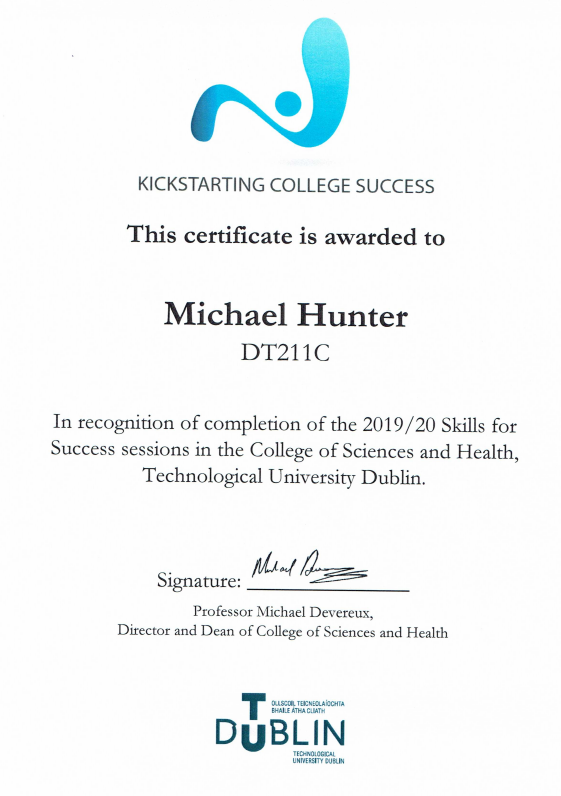 KICKSTARTING COLLEGE SUCCESS
This certificate is awarded to
Michael Hunter
DT211C
In recognition of completion of the 2019/20 Skills for
Success sessions in the College of Sciences and Health,
Technological University Dublin.
Signature:
Professor Michael Devereux,
Director and Dean of College of Sciences and Health
OLLSCOIL TEICNEOLAÍOCHTA
BHAILE ÁTHA CLIATH
TU DUBLIN
TECHNOLOGICAL
UNIVERSITY DUBLIN